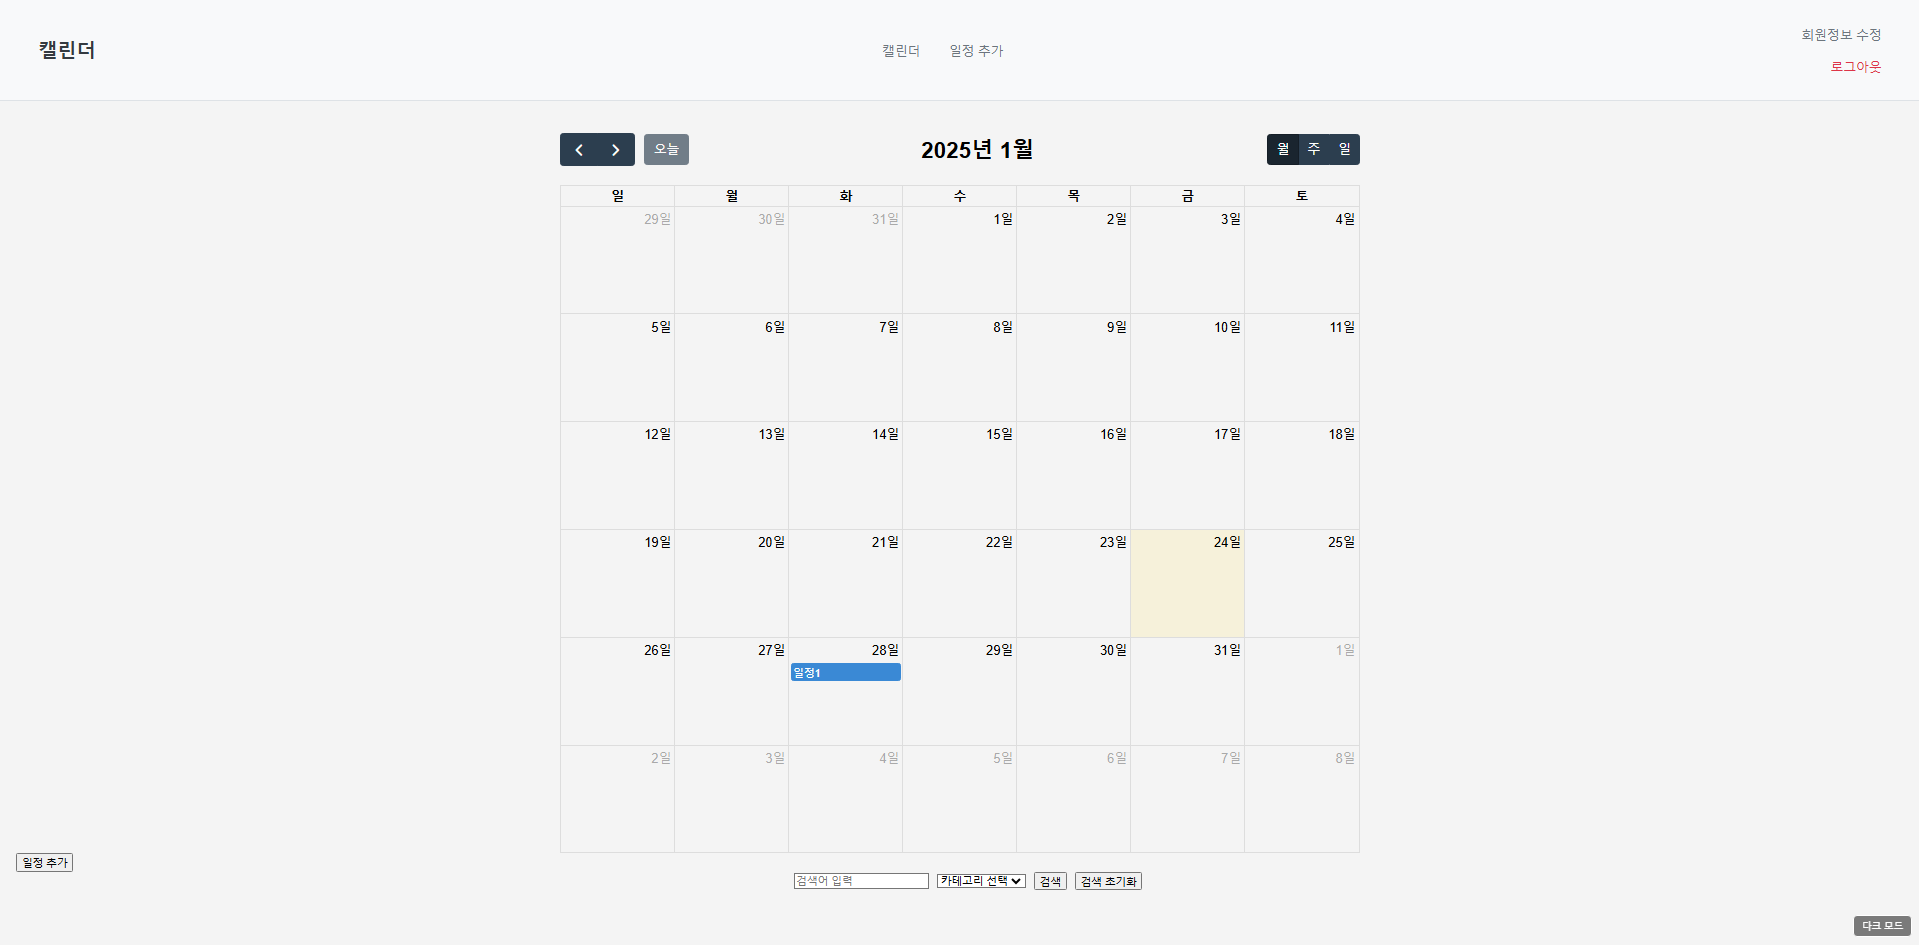 캘린더
캘린더 일정 추가
회원정보 수정
로그아웃
오늘 2025년 1월 월 주 일
일 월 화 수 목 금 토
29일 30일 31일 1일 2일 3일 4일
5일 6일 7일 8일 9일 10일 11일
12일 13일 14일 15일 16일 17일 18일
19일 20일 21일 22일 23일 24일 25일
26일 27일 28일 29일 30일 31일 1일
일정1
2일 3일 4일 5일 6일 7일 8일
일정 추가
검색어 입력 카테고리 선택 검색 검색 초기화
다크 모드